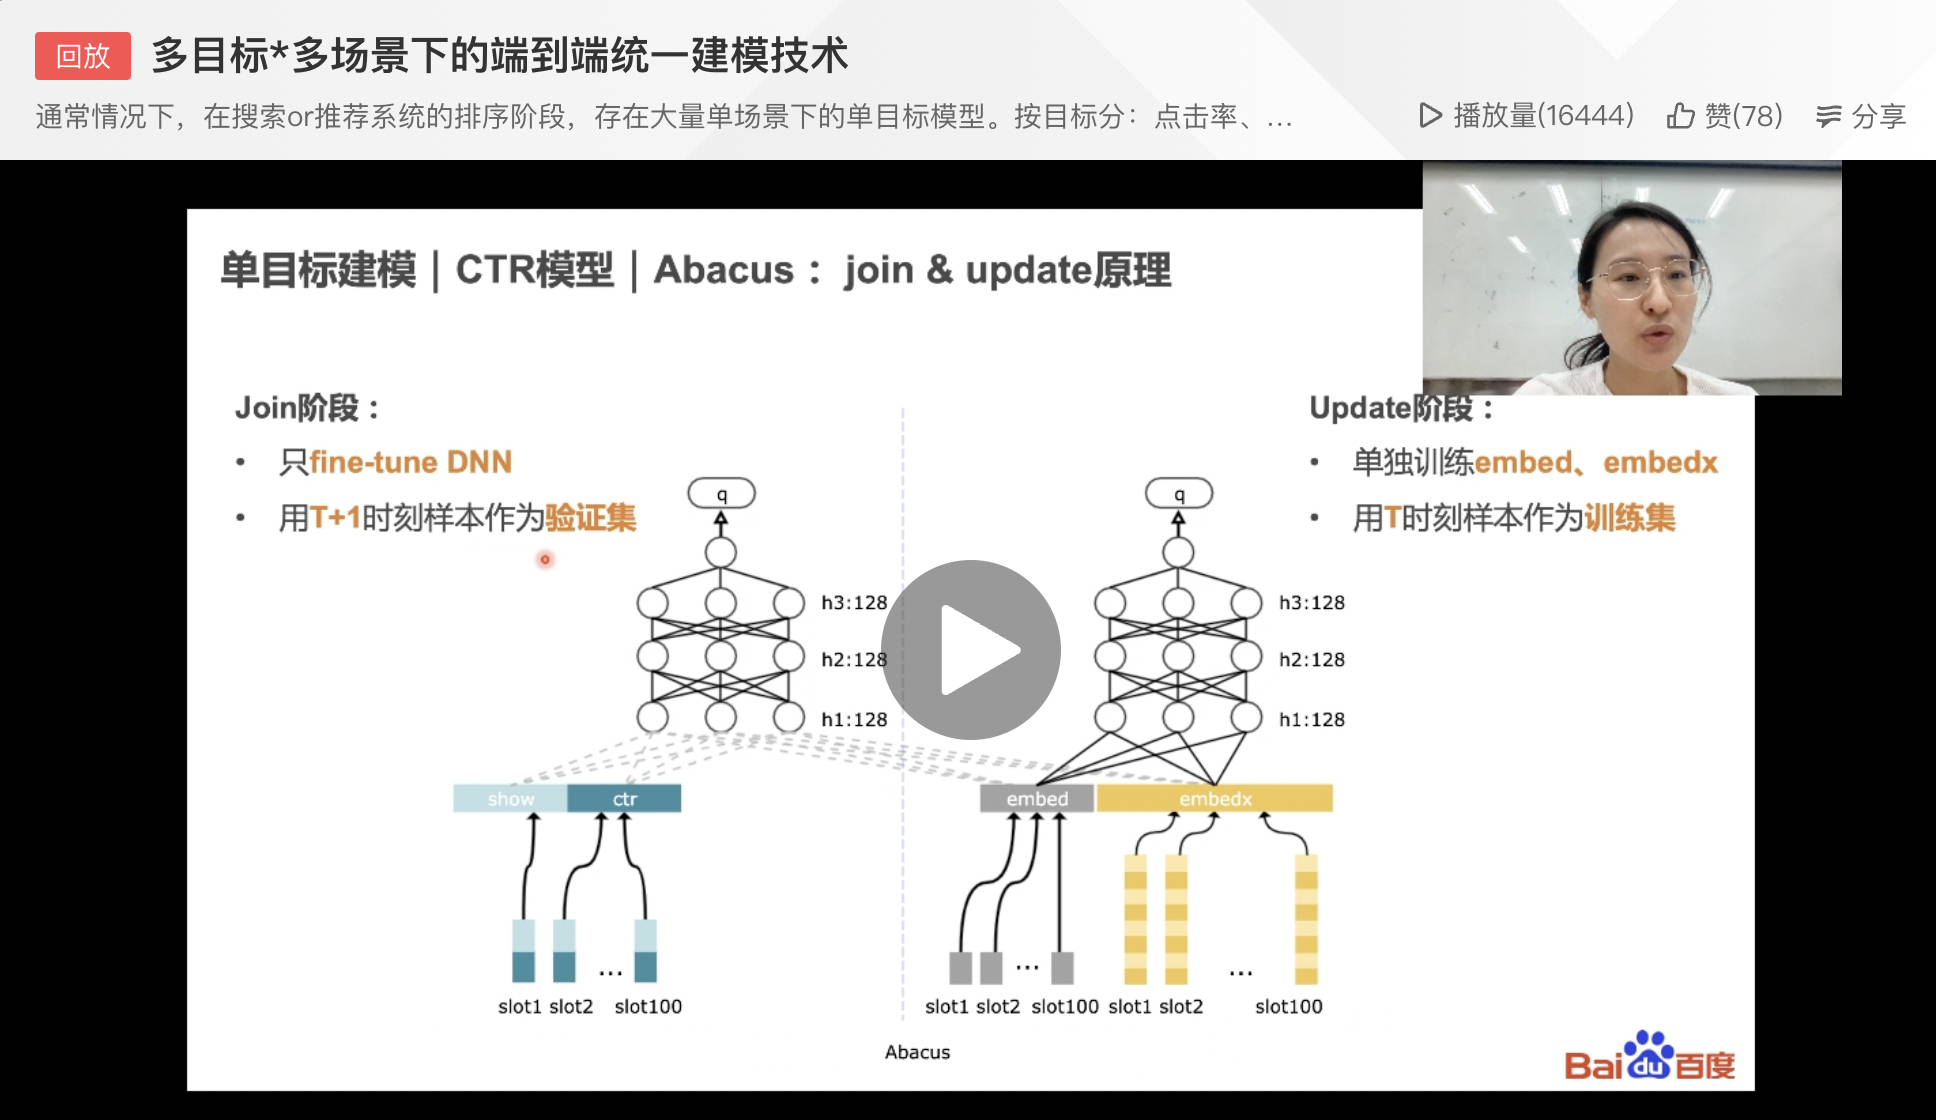 回放 多目标*多场景下的端到端统一建模技术
通常情况下，在搜索or推荐系统的排序阶段，存在大量单场景下的单目标模型。按目标分：点击率、...
播放量(16444) 赞(78) 分享
单目标建模｜CTR模型｜Abacus： join & update原理
Join阶段：
• 只fine-tune DNN
• 用T+1时刻样本作为验证集
Update阶段：
• 单独训练embed、embedx
• 用T时刻样本作为训练集
q
h3:128
h2:128
h1:128
show ctr
slot1 slot2 ... slot100
q
h3:128
h2:128
h1:128
embed embedx
slot1 slot2 ... slot100 slot1 slot2 ... slot100
Abacus
Bai du 百度